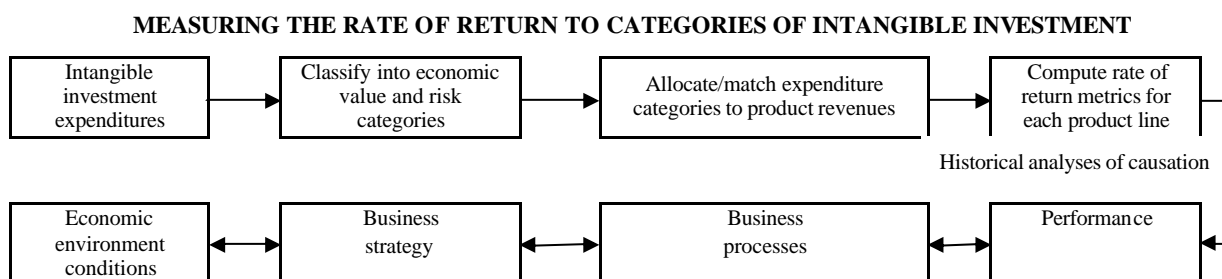 MEASURING THE RATE OF RETURN TO CATEGORIES OF INTANGIBLE INVESTMENT
Intangible
investment
expenditures
Classify into economic
value and risk
categories
Allocate/match expenditure
categories to product revenues
Compute rate of
return metrics for
each product line
Historical analyses of causation
Economic
environment
conditions
Business
strategy
Business
processes
Performance